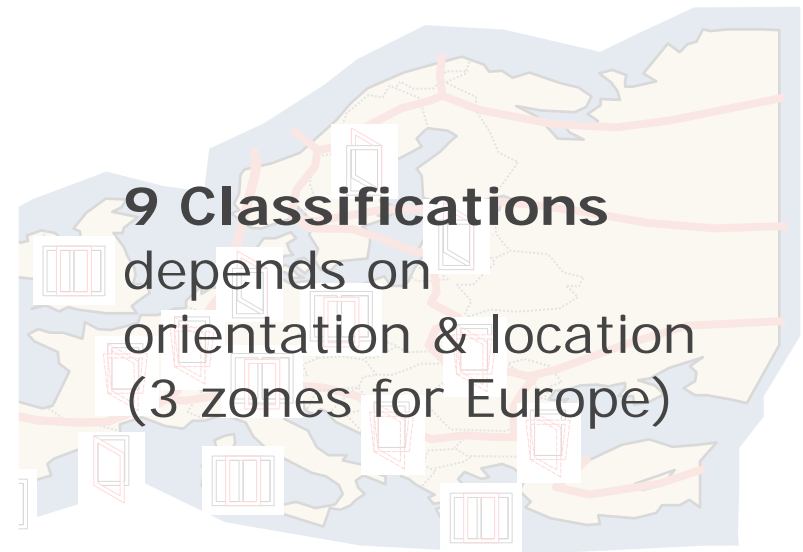 9 Classifications
depends on
orientation & location
(3 zones for Europe)